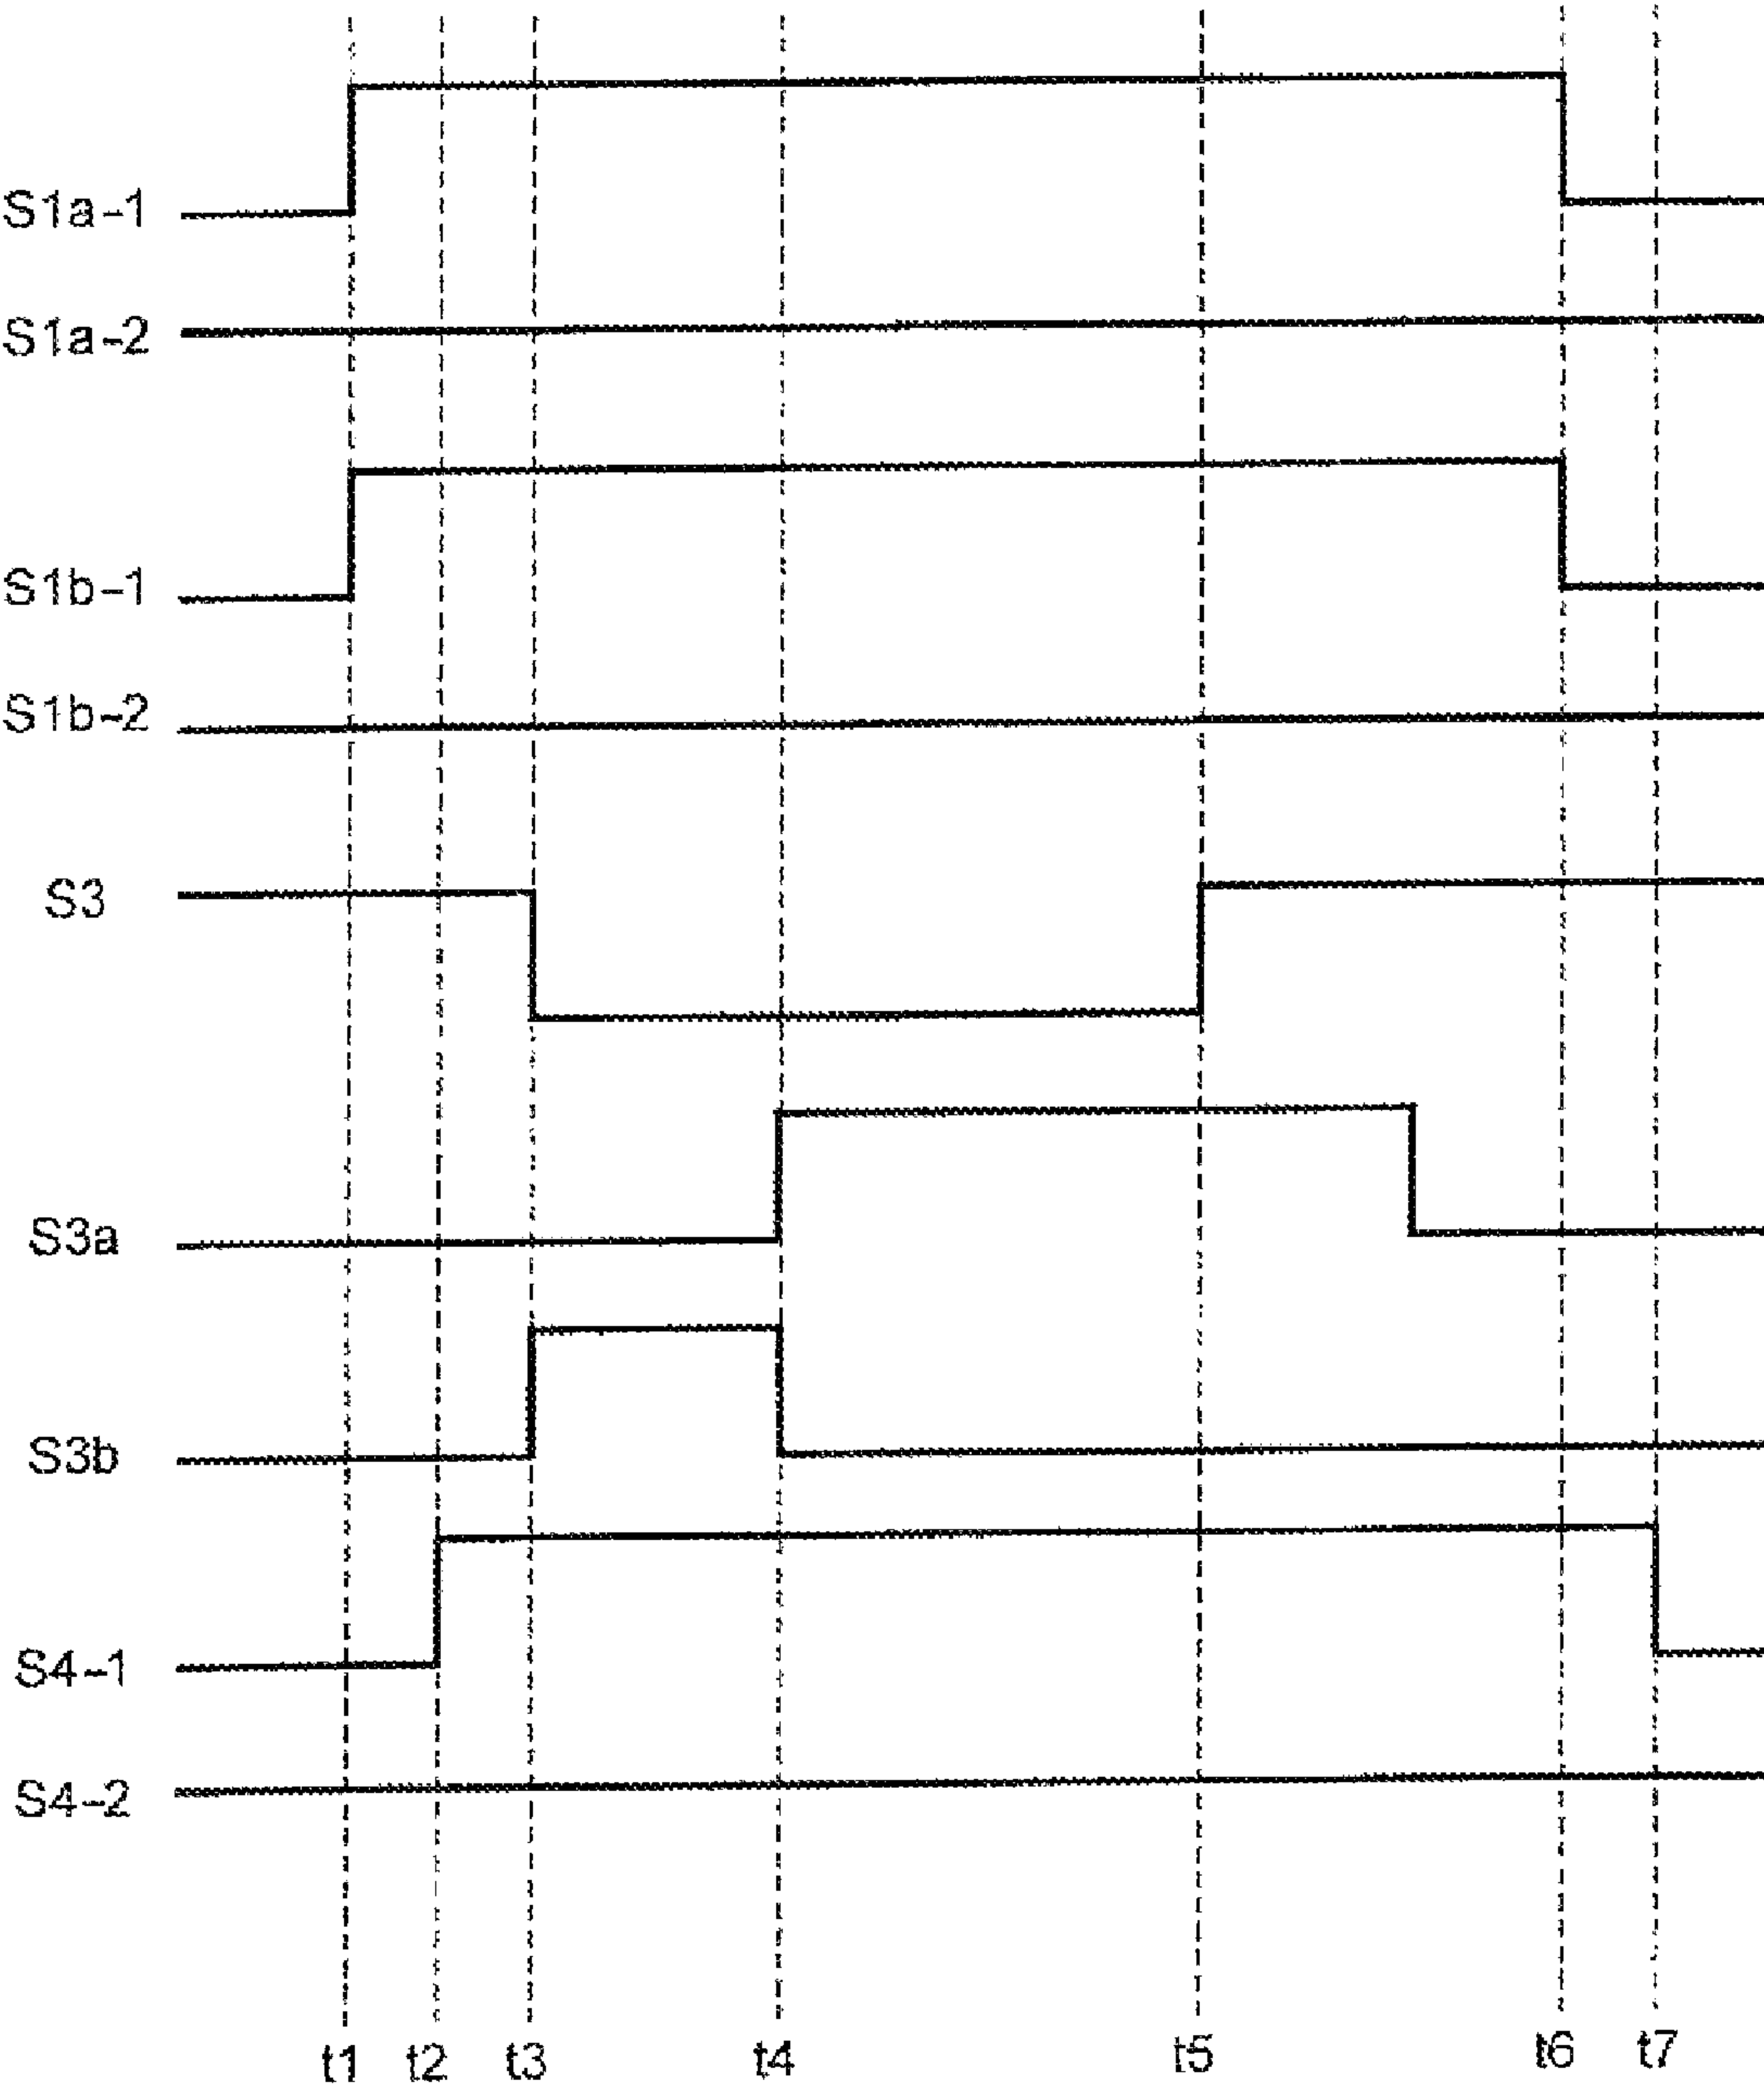 S1a-1
S1a-2
S1b-1
S1b-2
S3
S3a
S3b
S4-1
S4-2
t1 t2 t3 t4 t5 t6 t7